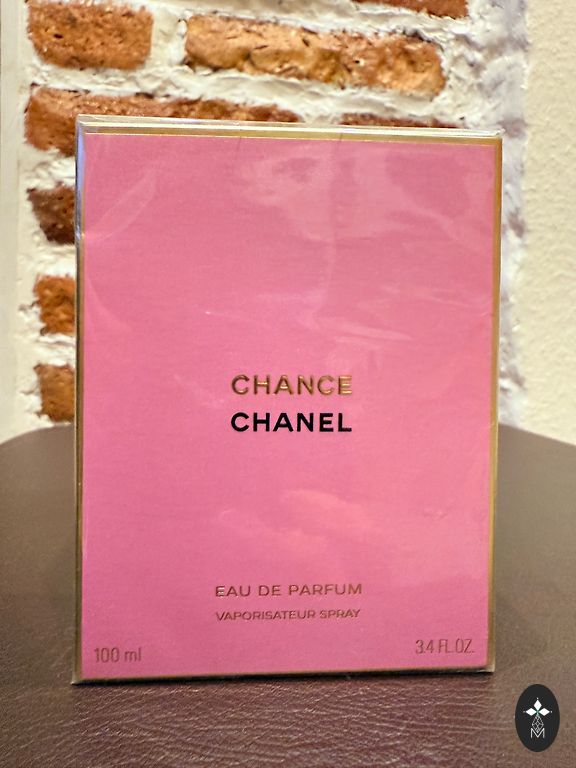 CHANCE
CHANEL
EAU DE PARFUM
VAPORISATEUR SPRAY
100 ml
3.4 FL.OZ.
M